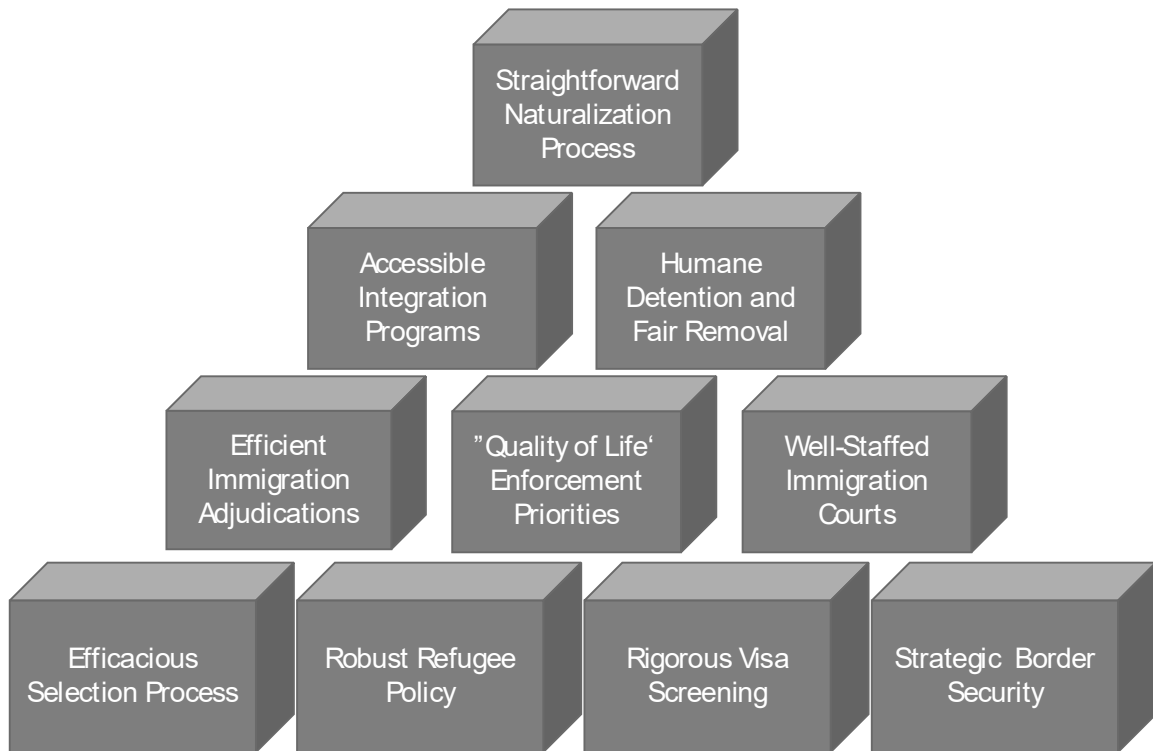 Straightforward
Naturalization
Process
Accessible
Integration
Programs
Humane
Detention and
Fair Removal
Efficient
Immigration
Adjudications
”Quality of Life‘
Enforcement
Priorities
Well-Staffed
Immigration
Courts
Efficacious
Selection Process
Robust Refugee
Policy
Rigorous Visa
Screening
Strategic Border
Security